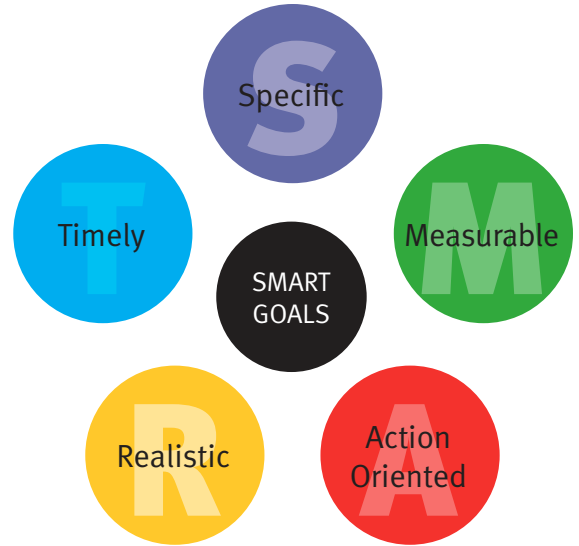 S
Specific
T
Timely
M
Measurable
SMART
GOALS
R
Realistic
A
Action
Oriented